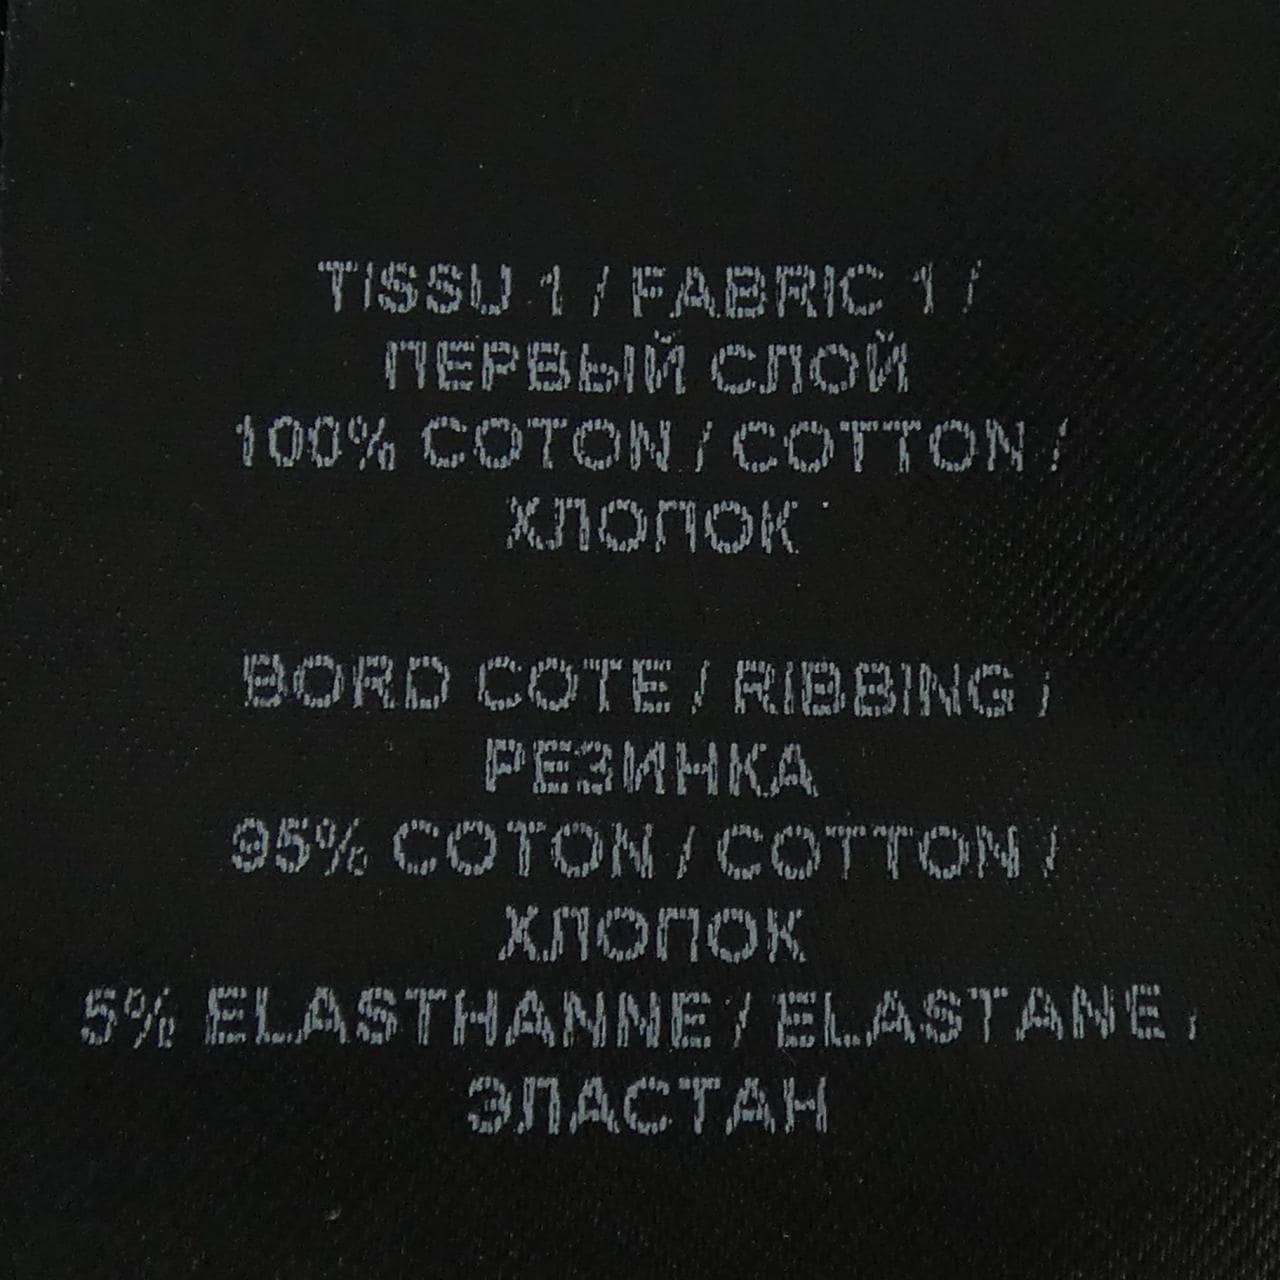 TISSU 1 / FABRIC 1 /
ПЕРВЫЙ СЛОЙ
100% COTON / COTTON /
ХЛОПОК
BORD COTE / RIBBING /
РЕЗИНКА
95% COTON / COTTON /
ХЛОПОК
5% ELASTHANNE / ELASTANE /
ЭЛАСТАН